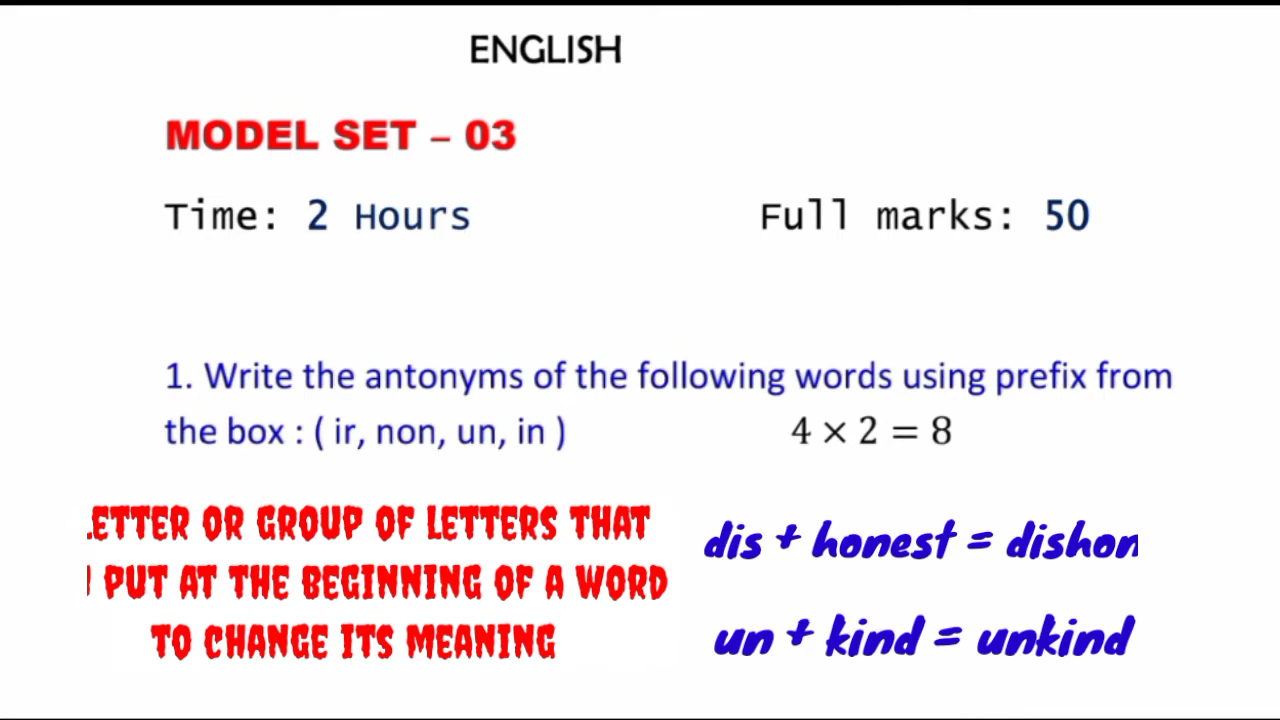 ENGLISH
MODEL SET – 03
Time: 2 Hours Full marks: 50
1. Write the antonyms of the following words using prefix from
the box : ( ir, non, un, in ) 4 × 2 = 8
OR GROUP OF LETTERS THAT
PUT AT THE BEGINNING OF A WORD
TO CHANGE ITS MEANING
dis + honest = dishon
un + kind = unkind